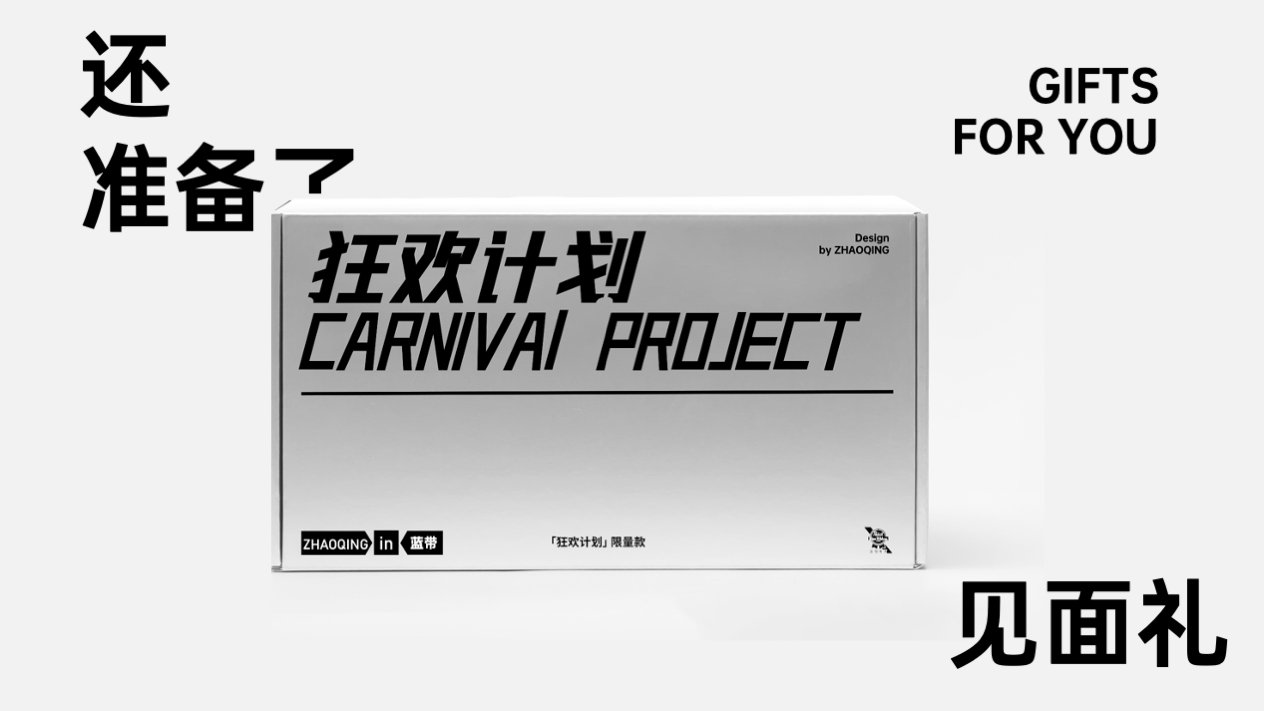 还
准备了
GIFTS
FOR YOU
狂欢计划
Design
by ZHAOQING
CARNIVAl PROJECT
ZHAOQING in 蓝带
「狂欢计划」限量款
见面礼